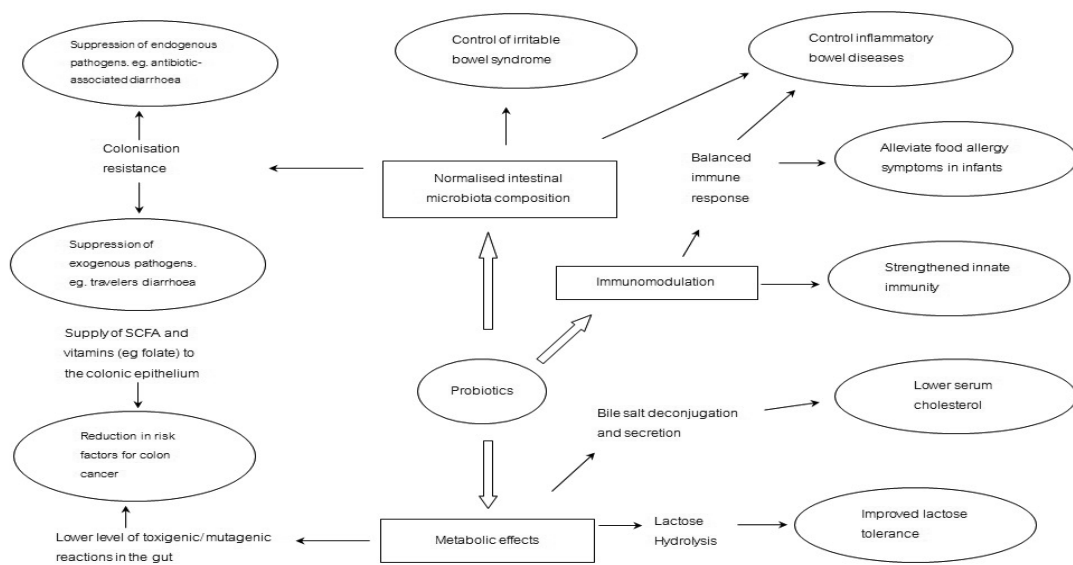 Suppression of endogenous
pathogens. eg. antibiotic-
associated diarrhoea
Control of irritable
bowel syndrome
Control inflammatory
bowel diseases
Colonisation
resistance
Normalised intestinal
microbiota composition
Balanced
immune
response
Alleviate food allergy
symptoms in infants
Suppression of
exogenous pathogens.
eg. travelers diarrhoea
Immunomodulation
Strengthened innate
immunity
Supply of SCFA and
vitamins (eg folate) to
the colonic epithelium
Probiotics
Bile salt deconjugation
and secretion
Lower serum
cholesterol
Reduction in risk
factors for colon
cancer
Lower level of toxigenic/ mutagenic
reactions in the gut
Metabolic effects
Lactose
Hydrolysis
Improved lactose
tolerance